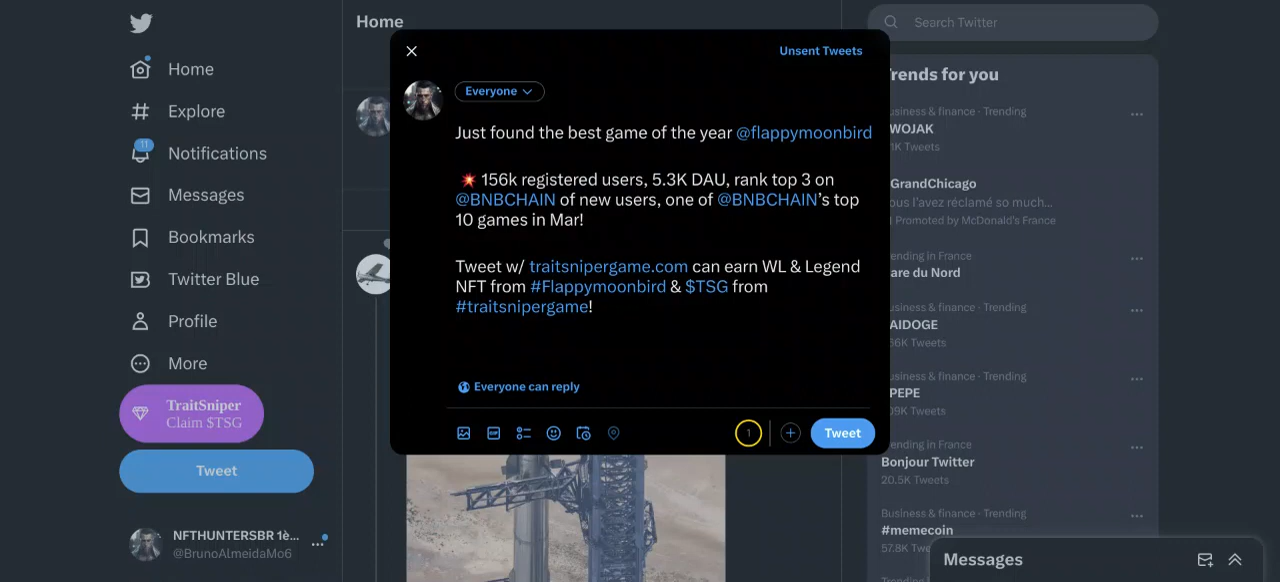 Home
Search Twitter
Home
Explore
11
Notifications
Messages
Bookmarks
Twitter Blue
Profile
More
TraitSniper
Claim $TSG
Tweet
NFTHUNTERSBR 1è...
@BrunoAlmeidaMo6
Unsent Tweets
Everyone
Just found the best game of the year @flappymoonbird
💥 156k registered users, 5.3K DAU, rank top 3 on
@BNBCHAIN of new users, one of @BNBCHAIN's top
10 games in Mar!
Tweet w/ traitsnipergame.com can earn WL & Legend
NFT from #Flappymoonbird & $TSG from
#traitsnipergame!
Everyone can reply
GIF
1
Tweet
rends for you
usiness & finance · Trending
WOJAK
1K Tweets
GrandChicago
ous l'avez réclamé so much...
Promoted by McDonald's France
ending in France
are du Nord
usiness & finance · Trending
AIDOGE
66K Tweets
usiness & finance · Trending
PEPE
09K Tweets
ending in France
Bonjour Twitter
20.5K Tweets
Business & finance · Trending
#memecoin
57.8K Twe
Messages